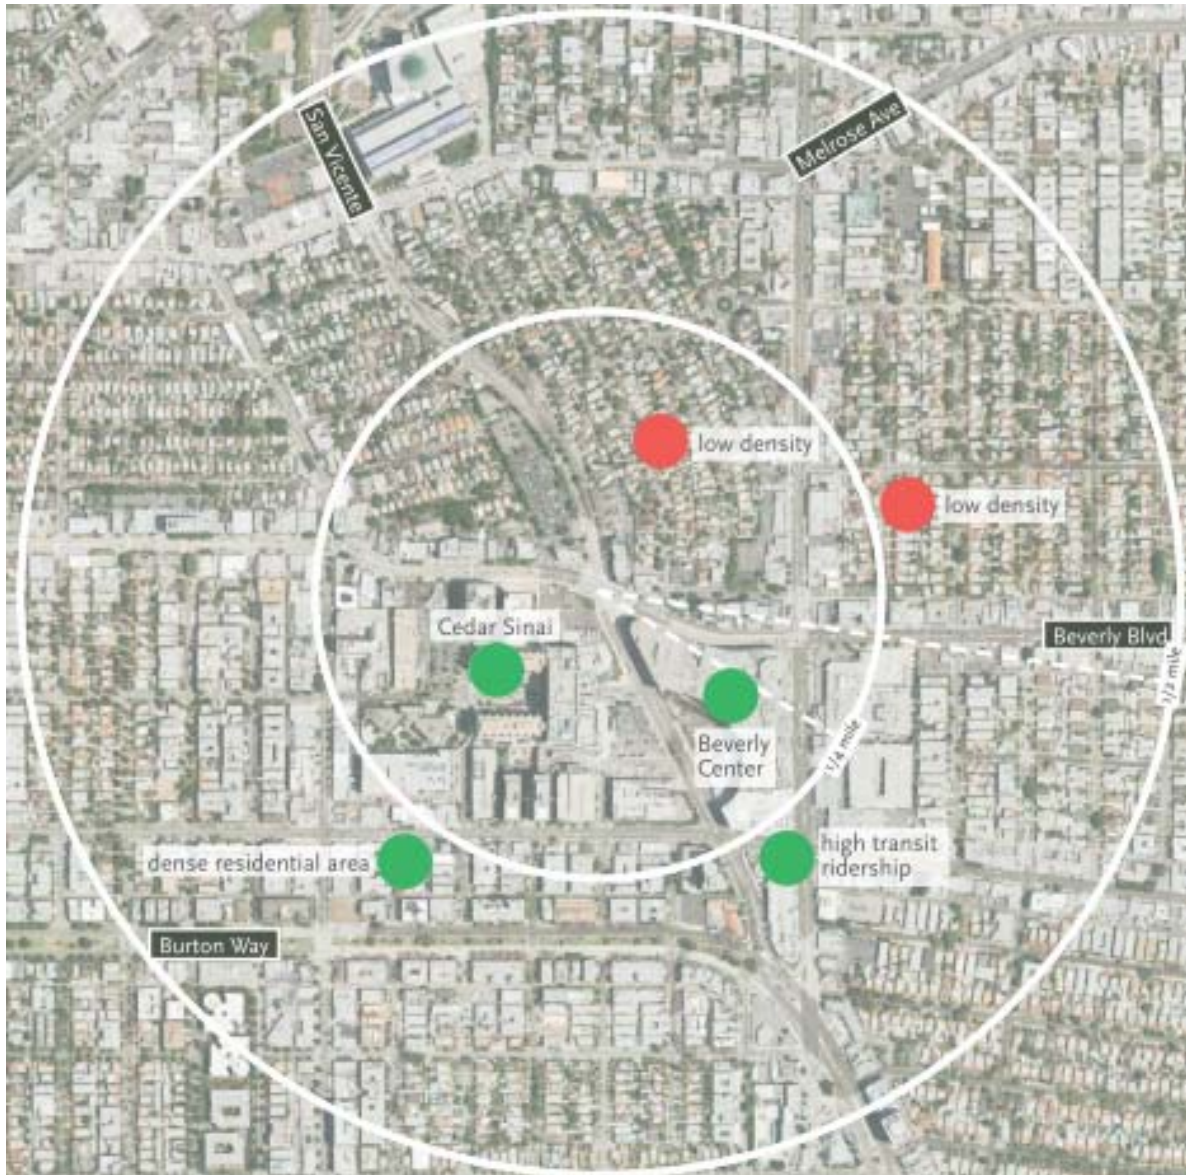 San Vicente
Melrose Ave
low density
low density
Cedar Sinai
Beverly Blvd
1/2 mile
Beverly
Center
1/4 mile
high transit
ridership
dense residential area
Burton Way